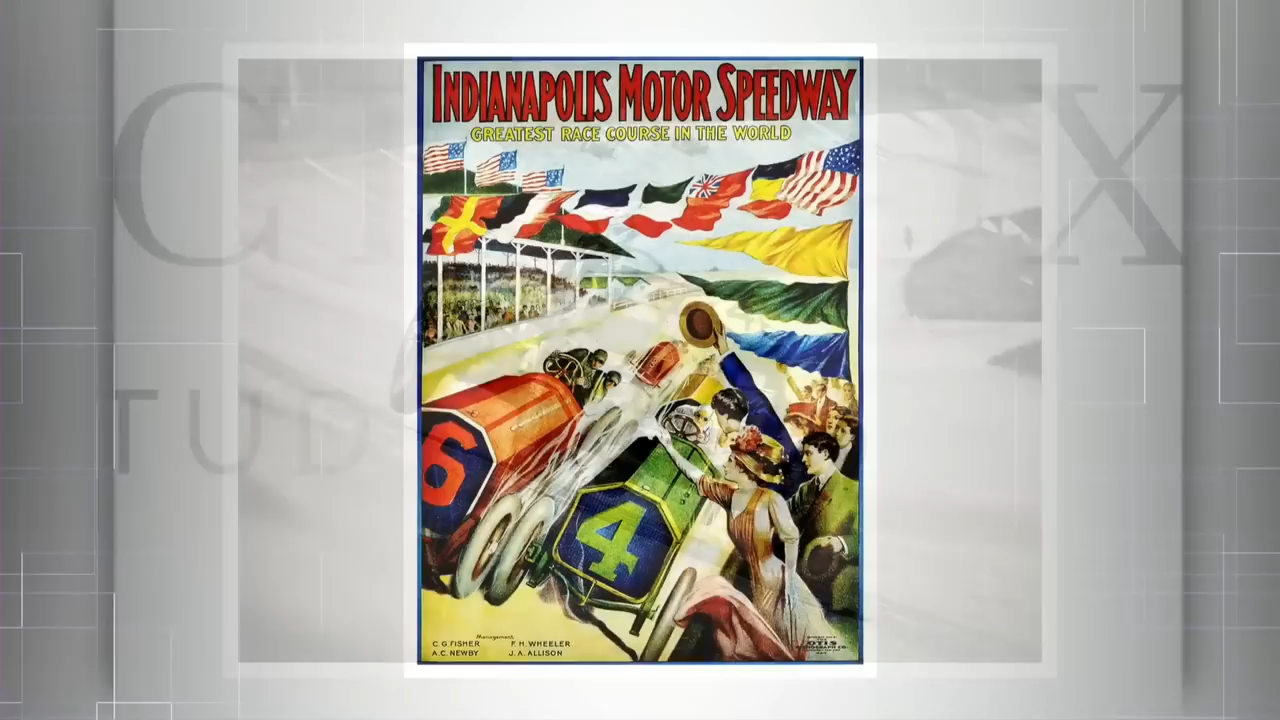 INDIANAPOLIS MOTOR SPEEDWAY
GREATEST RACE COURSE IN THE WORLD
6
4
Management.
C.G. FISHER F. H. WHEELER
A.C. NEWBY J. A. ALLISON
OTIS